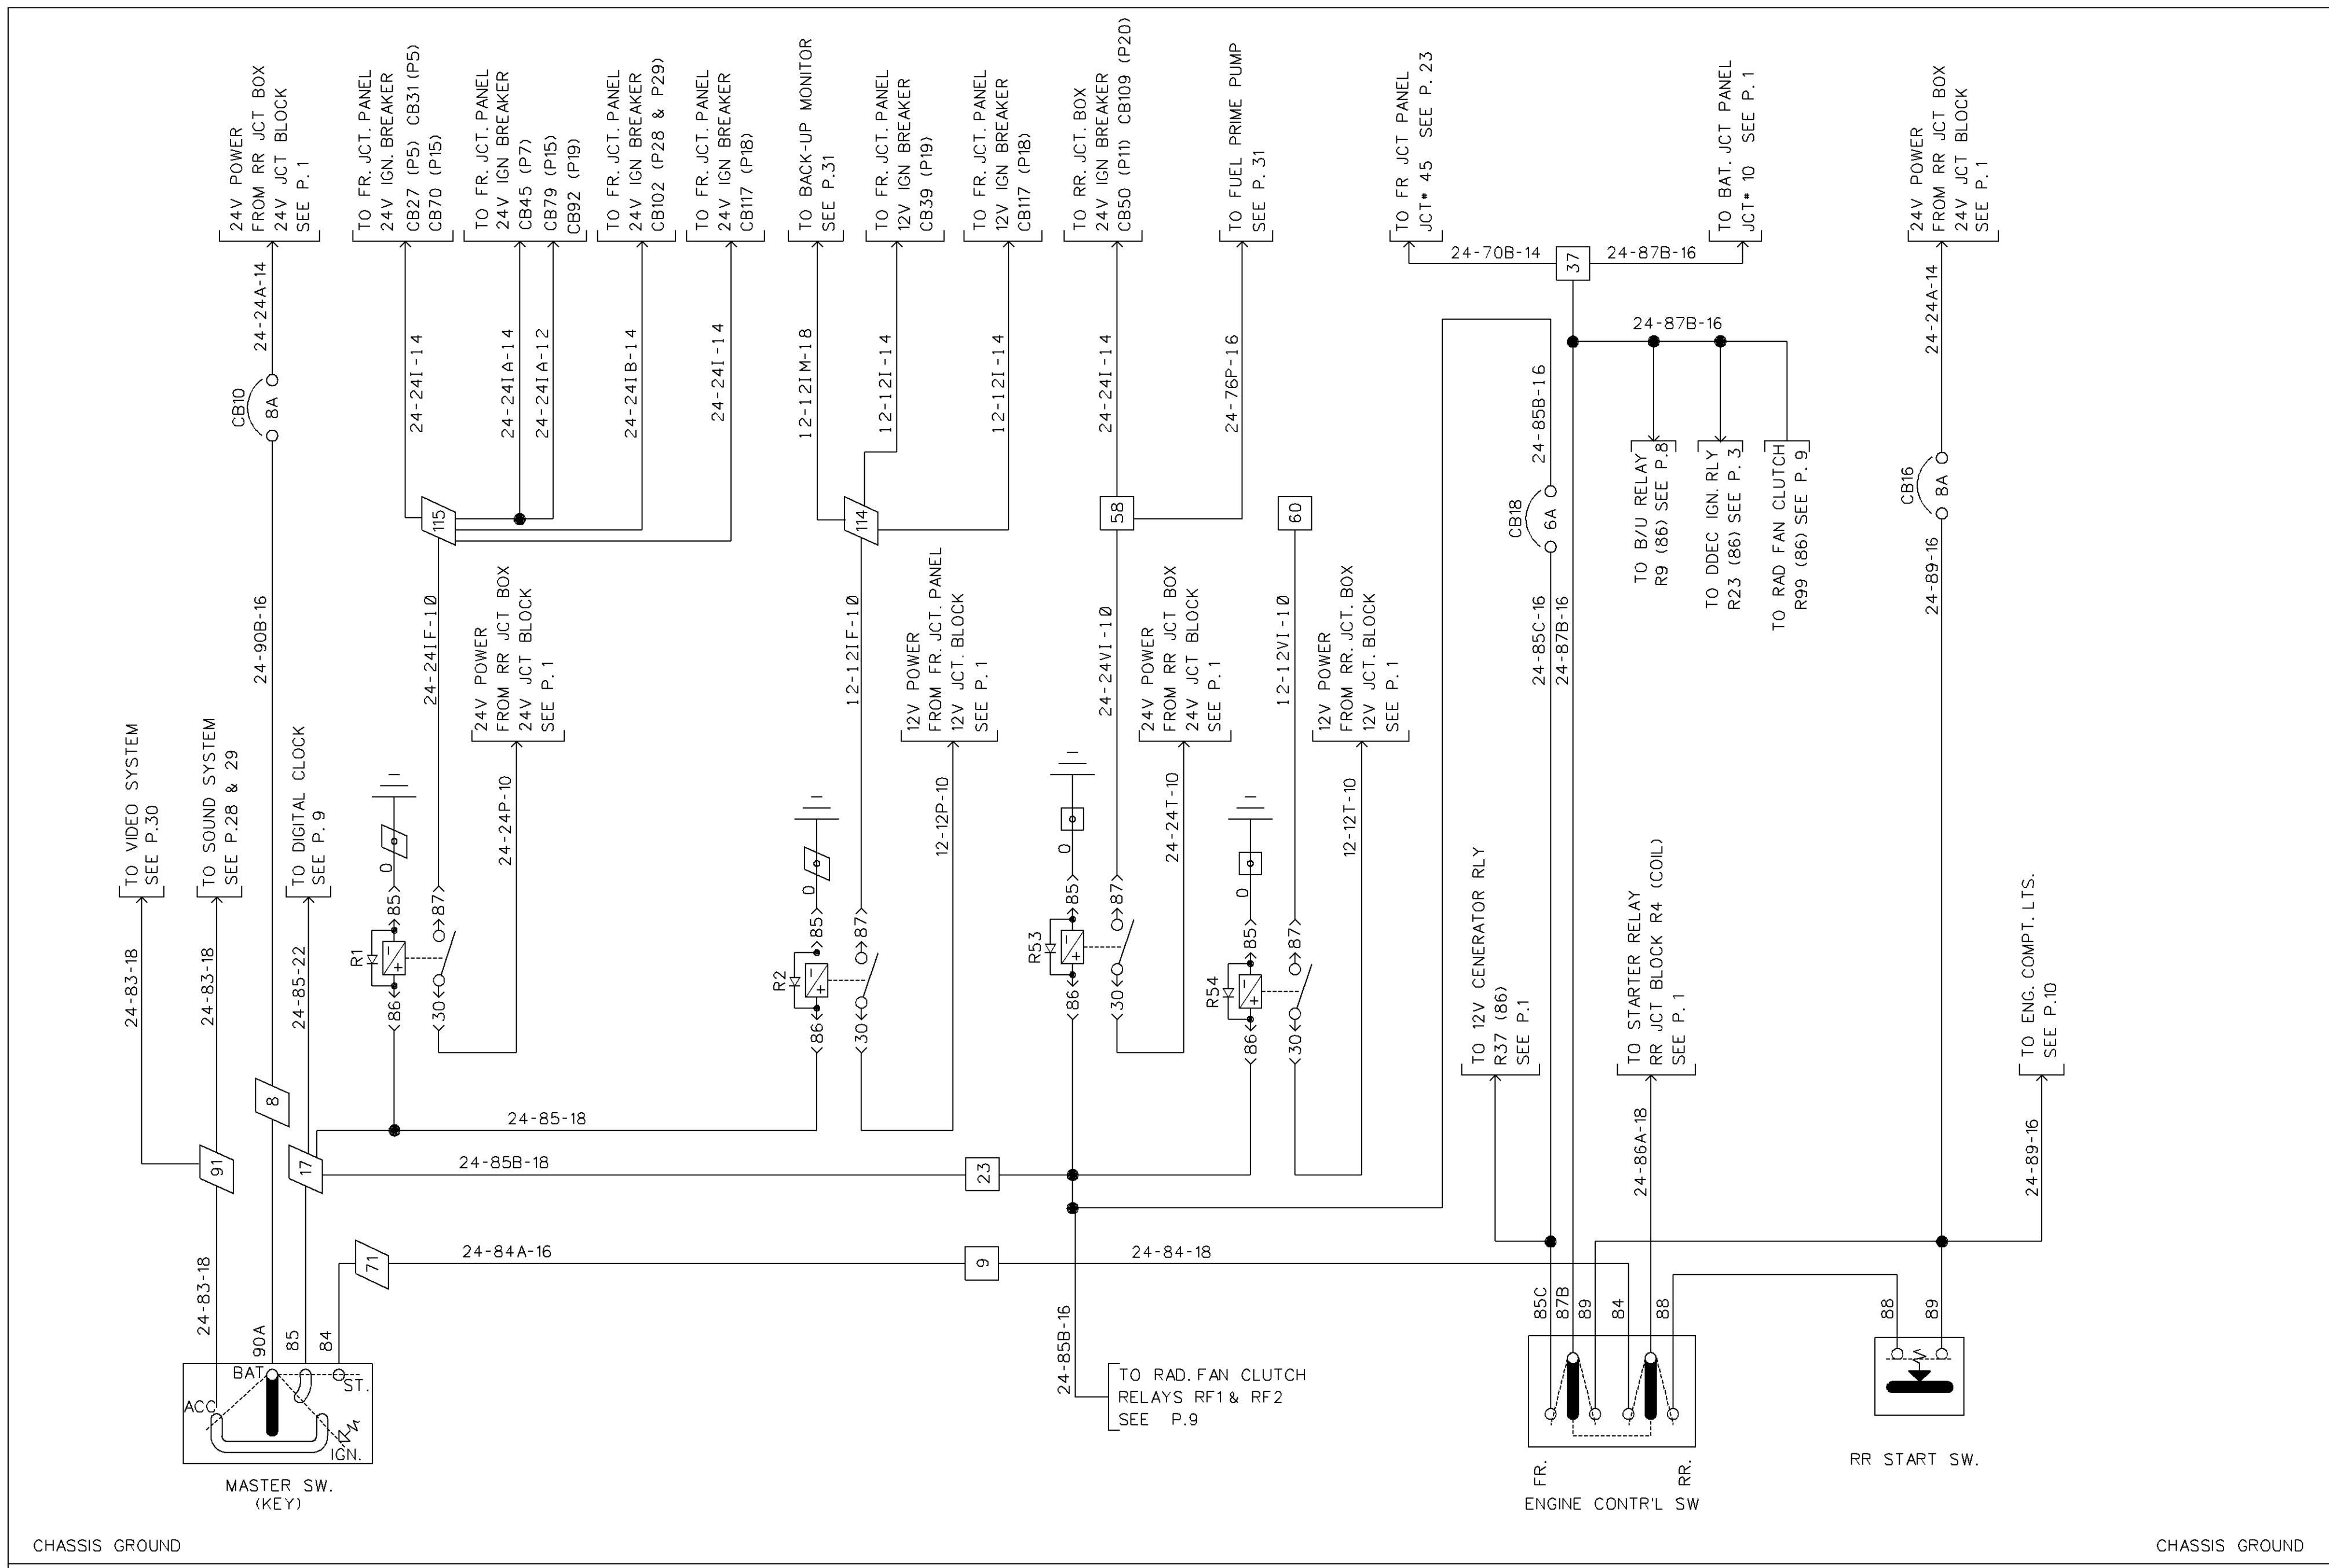 24V POWER
FROM RR JCT BOX
24V JCT BLOCK
SEE P.1
TO FR.JCT.PANEL
24V IGN.BREAKER
CB27 (P5) CB31 (P5)
CB70 (P15)
TO FR.JCT.PANEL
24V IGN BREAKER
CB45 (P7)
CB79 (P15)
CB92 (P19)
TO FR.JCT.PANEL
24V IGN BREAKER
CB102 (P28 & P29)
TO FR.JCT.PANEL
24V IGN BREAKER
CB117 (P18)
TO BACK-UP MONITOR
SEE P.31
TO FR.JCT.PANEL
12V IGN BREAKER
CB39 (P19)
TO FR.JCT.PANEL
12V IGN BREAKER
CB117 (P18)
TO RR.JCT.BOX
24V IGN BREAKER
CB50 (P11) CB109 (P20)
TO FUEL PRIME PUMP
SEE P.31
TO FR JCT PANEL
JCT# 45 SEE P.23
TO BAT.JCT PANEL
JCT# 10 SEE P.1
24V POWER
FROM RR JCT BOX
24V JCT BLOCK
SEE P.1
24-70B-14
37
24-87B-16
24-24A-14
24-24I-14
24-24IA-14
24-24IA-12
24-24IB-14
24-24I-14
12-12IM-18
12-12I-14
12-12I-14
24-24I-14
24-76P-16
24-87B-16
24-24A-14
CB10
8A
24-85B-16
CB18
6A
CB16
8A
115
114
58
60
TO B/U RELAY
R9 (86) SEE P.8
TO DDEC IGN.RLY
R23 (86) SEE P.3
TO RAD FAN CLUTCH
R99 (86) SEE P.9
24-90B-16
24-24IF-10
24V POWER
FROM RR JCT BOX
24V JCT BLOCK
SEE P.1
12-12IF-10
12V POWER
FROM FR.JCT.PANEL
12V JCT.BLOCK
SEE P.1
24-24VI-10
24V POWER
FROM RR JCT BOX
24V JCT BLOCK
SEE P.1
12-12VI-10
12V POWER
FROM RR.JCT.BOX
12V JCT.BLOCK
SEE P.1
24-85C-16
24-87B-16
24-89-16
TO VIDEO SYSTEM
SEE P.30
TO SOUND SYSTEM
SEE P.28 & 29
TO DIGITAL CLOCK
SEE P.9
24-24P-10
12-12P-10
24-24T-10
12-12T-10
0
0
0
0
24-83-18
24-83-18
24-85-22
R1
85
86
87
30
R2
85
86
87
30
R53
85
86
87
30
R54
85
86
87
30
TO 12V CENERATOR RLY
R37 (86)
SEE P.1
TO STARTER RELAY
RR JCT BLOCK R4 (COIL)
SEE P.1
TO ENG.COMPT.LTS.
SEE P.10
8
24-85-18
91
17
24-85B-18
23
24-86A-18
24-89-16
71
24-84A-16
9
24-84-18
24-83-18
90A
85
84
24-85B-16
85C
87B
89
84
88
88
89
BAT.
ST.
ACC
IGN.
TO RAD.FAN CLUTCH
RELAYS RF1 & RF2
SEE P.9
MASTER SW.
(KEY)
FR.
RR.
ENGINE CONTR'L SW
RR START SW.
CHASSIS GROUND
CHASSIS GROUND